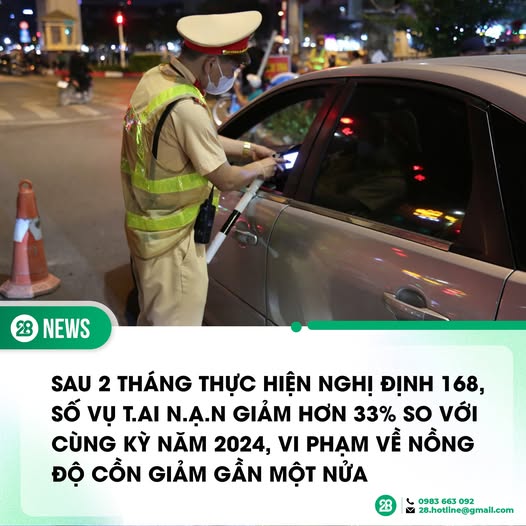 28 NEWS
SAU 2 THÁNG THỰC HIỆN NGHỊ ĐỊNH 168,
SỐ VỤ T.AI N.Ạ.N GIẢM HƠN 33% SO VỚI
CÙNG KỲ NĂM 2024, VI PHẠM VỀ NỒNG
ĐỘ CỒN GIẢM GẦN MỘT NỬA
28
0983 663 092
28.hotline@gmail.com